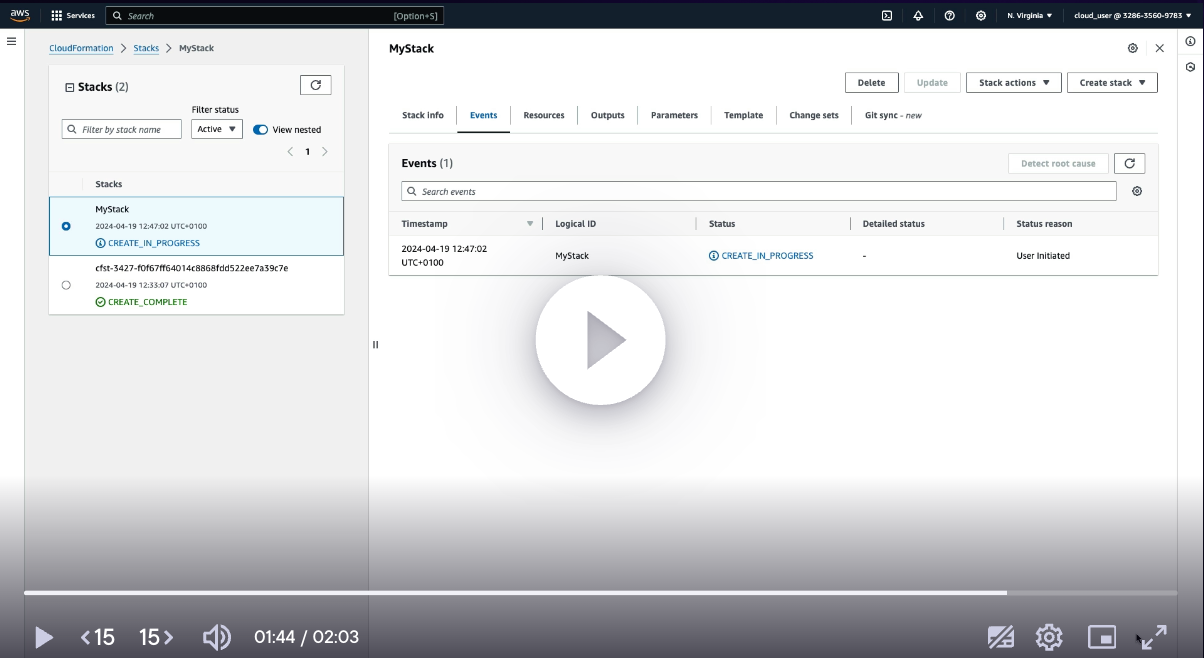 aws
Services
Search
[Option+S]
N. Virginia
cloud_user @ 3286-3560-9783
CloudFormation
Stacks
MyStack
Stacks (2)
Filter status
Filter by stack name
Active
View nested
1
Stacks
MyStack
2024-04-19 12:47:02 UTC+0100
CREATE_IN_PROGRESS
cfst-3427-f0f67ff64014c8868fdd522ee7a39c7e
2024-04-19 12:33:07 UTC+0100
CREATE_COMPLETE
MyStack
Delete
Update
Stack actions
Create stack
Stack info
Events
Resources
Outputs
Parameters
Template
Change sets
Git sync - new
Events (1)
Detect root cause
Search events
Timestamp
Logical ID
Status
Detailed status
Status reason
2024-04-19 12:47:02
UTC+0100
MyStack
CREATE_IN_PROGRESS
-
User Initiated
15
15
01:44 / 02:03